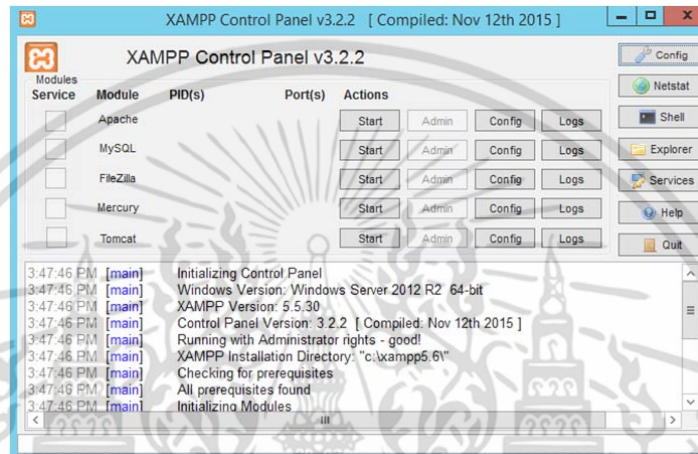 XAMPP Control Panel v3.2.2 [ Compiled: Nov 12th 2015 ]
XAMPP Control Panel v3.2.2
Config
Modules
Service Module PID(s) Port(s) Actions
Netstat
Apache Start Admin Config Logs
Shell
MySQL Start Admin Config Logs
Explorer
FileZilla Start Admin Config Logs
Services
Mercury Start Admin Config Logs
Help
Tomcat Start Admin Config Logs
Quit
3:47:46 PM [main] Initializing Control Panel
3:47:46 PM [main] Windows Version: Windows Server 2012 R2 64-bit
3:47:46 PM [main] XAMPP Version: 5.5.30
3:47:46 PM [main] Control Panel Version: 3.2.2 [ Compiled: Nov 12th 2015 ]
3:47:46 PM [main] Running with Administrator rights - good!
3:47:46 PM [main] XAMPP Installation Directory: "c:\xampp5.6\"
3:47:46 PM [main] Checking for prerequisites
3:47:46 PM [main] All prerequisites found
3:47:46 PM [main] Initializing Modules